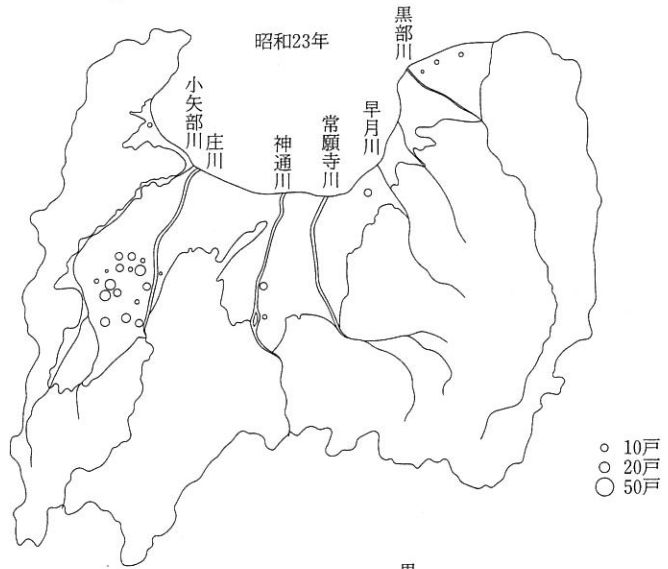 昭和23年
小矢部川
庄川
神通川
常願寺川
早月川
黒部川
10戸
20戸
50戸
黒